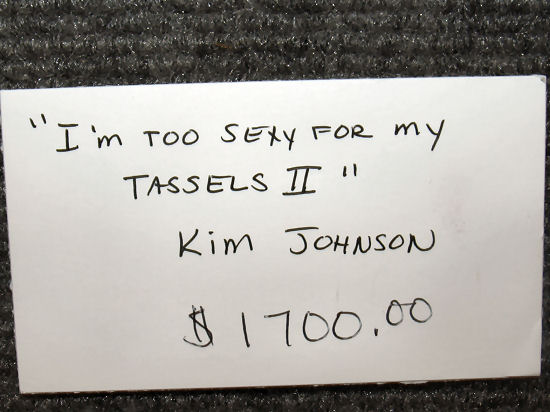 "I'm TOO SEXY FOR my
TASSELS II"
Kim JOHNSON
$1700.00